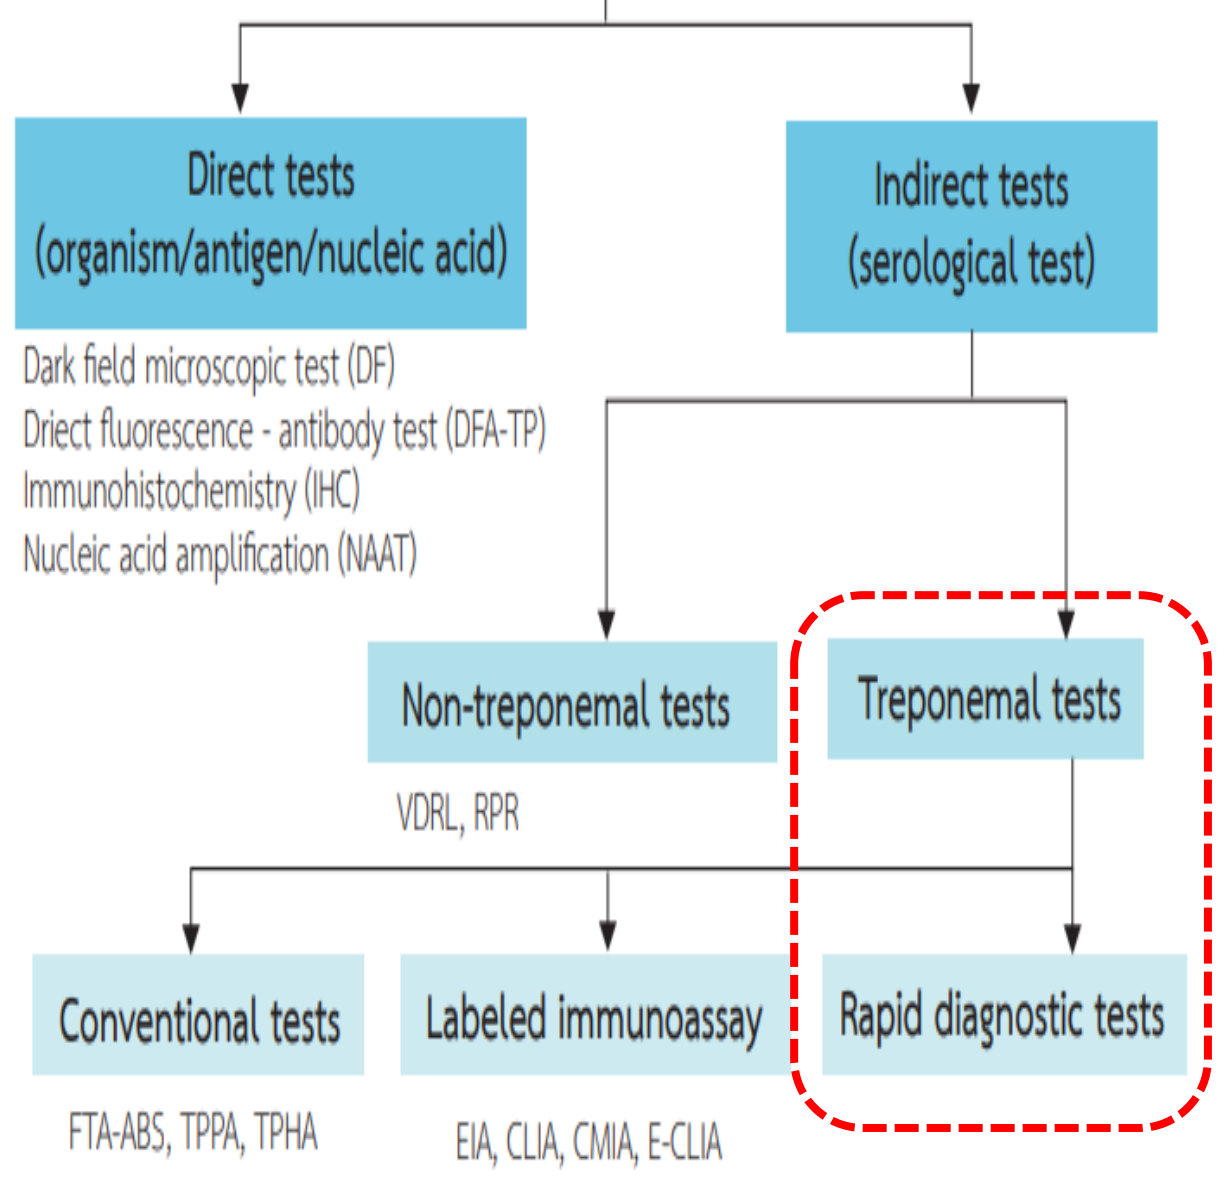 Direct tests
(organism/antigen/nucleic acid)
Indirect tests
(serological test)
Dark field microscopic test (DF)
Driect fluorescence - antibody test (DFA-TP)
Immunohistochemistry (IHC)
Nucleic acid amplification (NAAT)
Non-treponemal tests
Treponemal tests
VDRL, RPR
Conventional tests
Labeled immunoassay
Rapid diagnostic tests
FTA-ABS, TPPA, TPHA
EIA, CLIA, CMIA, E-CLIA